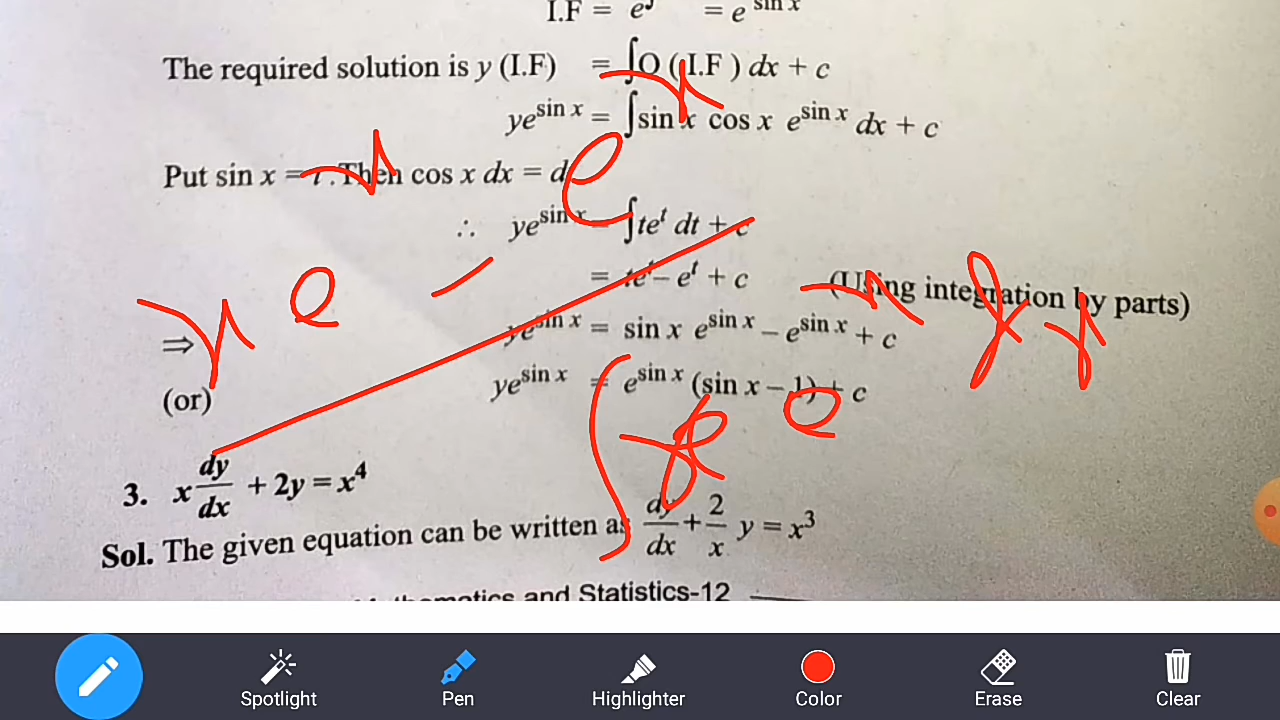 I.F = e = e sin x
The required solution is y (I.F) = ∫Q (I.F ) dx + c
ye^sin x = ∫sin x cos x e^sin x dx + c
Put sin x = t . Then cos x dx = d
∴ ye^sin x = ∫te^t dt + c
= te^t – e^t + c (Using integration by parts)
⇒ ye^sin x = sin x e^sin x – e^sin x + c
(or) ye^sin x = e^sin x (sin x – 1) + c
3. x dy/dx + 2y = x^4
Sol. The given equation can be written as dy/dx + 2/x y = x^3
and Statistics-12
Spotlight Pen Highlighter Color Erase Clear